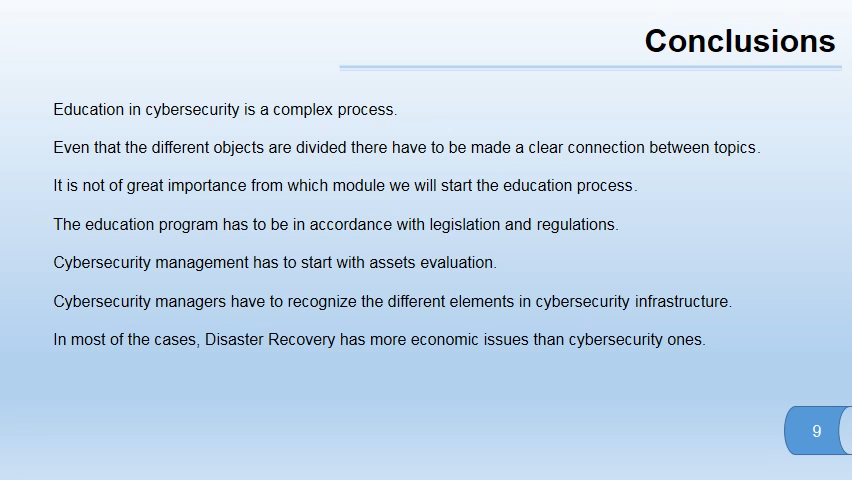 Conclusions
Education in cybersecurity is a complex process.
Even that the different objects are divided there have to be made a clear connection between topics.
It is not of great importance from which module we will start the education process.
The education program has to be in accordance with legislation and regulations.
Cybersecurity management has to start with assets evaluation.
Cybersecurity managers have to recognize the different elements in cybersecurity infrastructure.
In most of the cases, Disaster Recovery has more economic issues than cybersecurity ones.
9